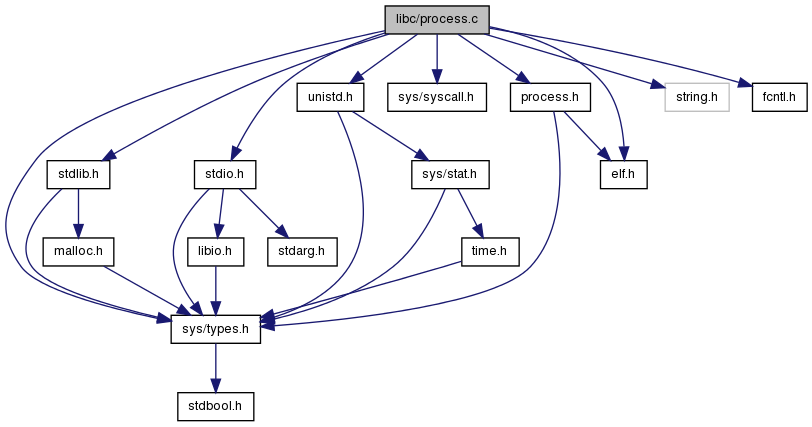 libc/process.c
unistd.h
sys/syscall.h
process.h
string.h
fcntl.h
stdlib.h
stdio.h
sys/stat.h
elf.h
malloc.h
libio.h
stdarg.h
time.h
sys/types.h
stdbool.h